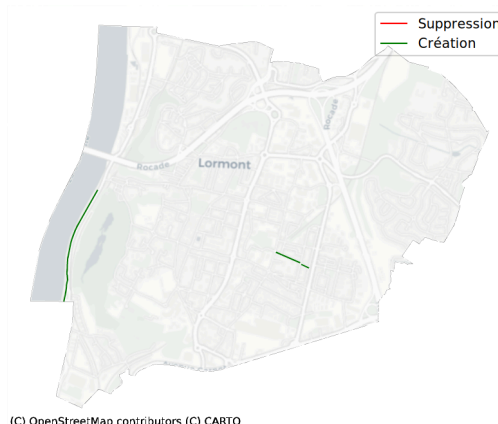 Suppression
Création
Rocade
Rocade
Lormont
(C) OpenStreetMap contributors (C) CARTO